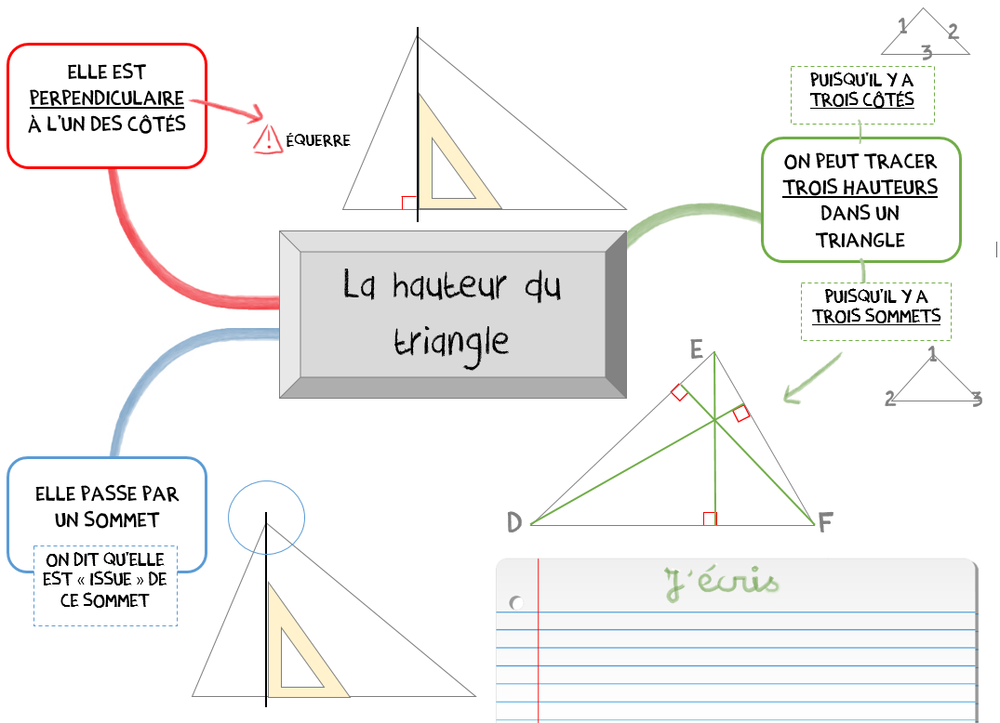 ELLE EST
PERPENDICULAIRE
À L'UN DES CÔTÉS
ÉQUERRE
1
2
3
PUISQU'IL Y A
TROIS CÔTÉS
ON PEUT TRACER
TROIS HAUTEURS
DANS UN
TRIANGLE
La hauteur du
triangle
PUISQU'IL Y A
TROIS SOMMETS
1
2
3
E
D
F
ELLE PASSE PAR
UN SOMMET
ON DIT QU'ELLE
EST « ISSUE » DE
CE SOMMET
J'écris